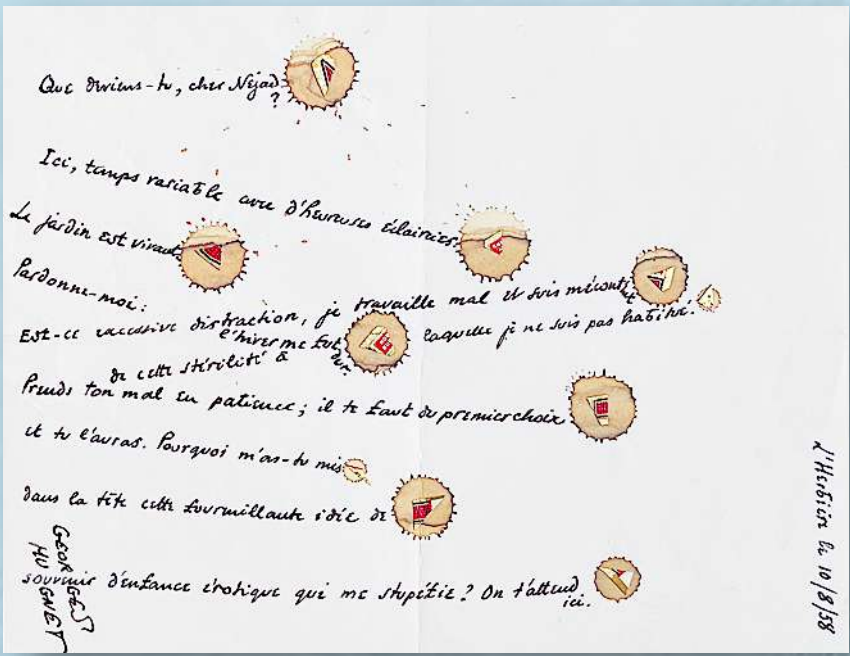 Que deviens-tu, cher Nejad
?
Ici, temps variable avec d'heureuses éclaircies.
Le jardin est vivant.
Pardonne-moi :
je travaille mal et suis mécontent
Est-ce excessive distraction,
l'hiver me fut
dur.
laquelle je ne suis pas habitué.
de cette stérilité à
Prends ton mal en patience ; il te faut du premier choix
et tu l'auras. Pourquoi m'as-tu mis
dans la tête cette fourmillante idée de
souvenir d'enfance érotique qui me stupéfie ? On t'attend
ici.
GEORGES
HUGNET
L'Herbière le 10/8/58